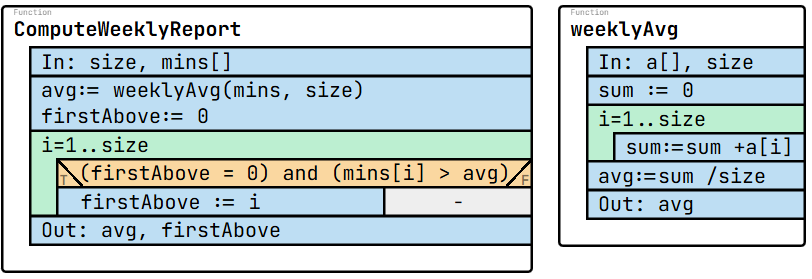 Function
ComputeWeeklyReport
In: size, mins[]
avg:= weeklyAvg(mins, size)
firstAbove:= 0
i=1..size
T (firstAbove = 0) and (mins[i] > avg) F
firstAbove := i
-
Out: avg, firstAbove
Function
weeklyAvg
In: a[], size
sum := 0
i=1..size
sum:=sum +a[i]
avg:=sum /size
Out: avg